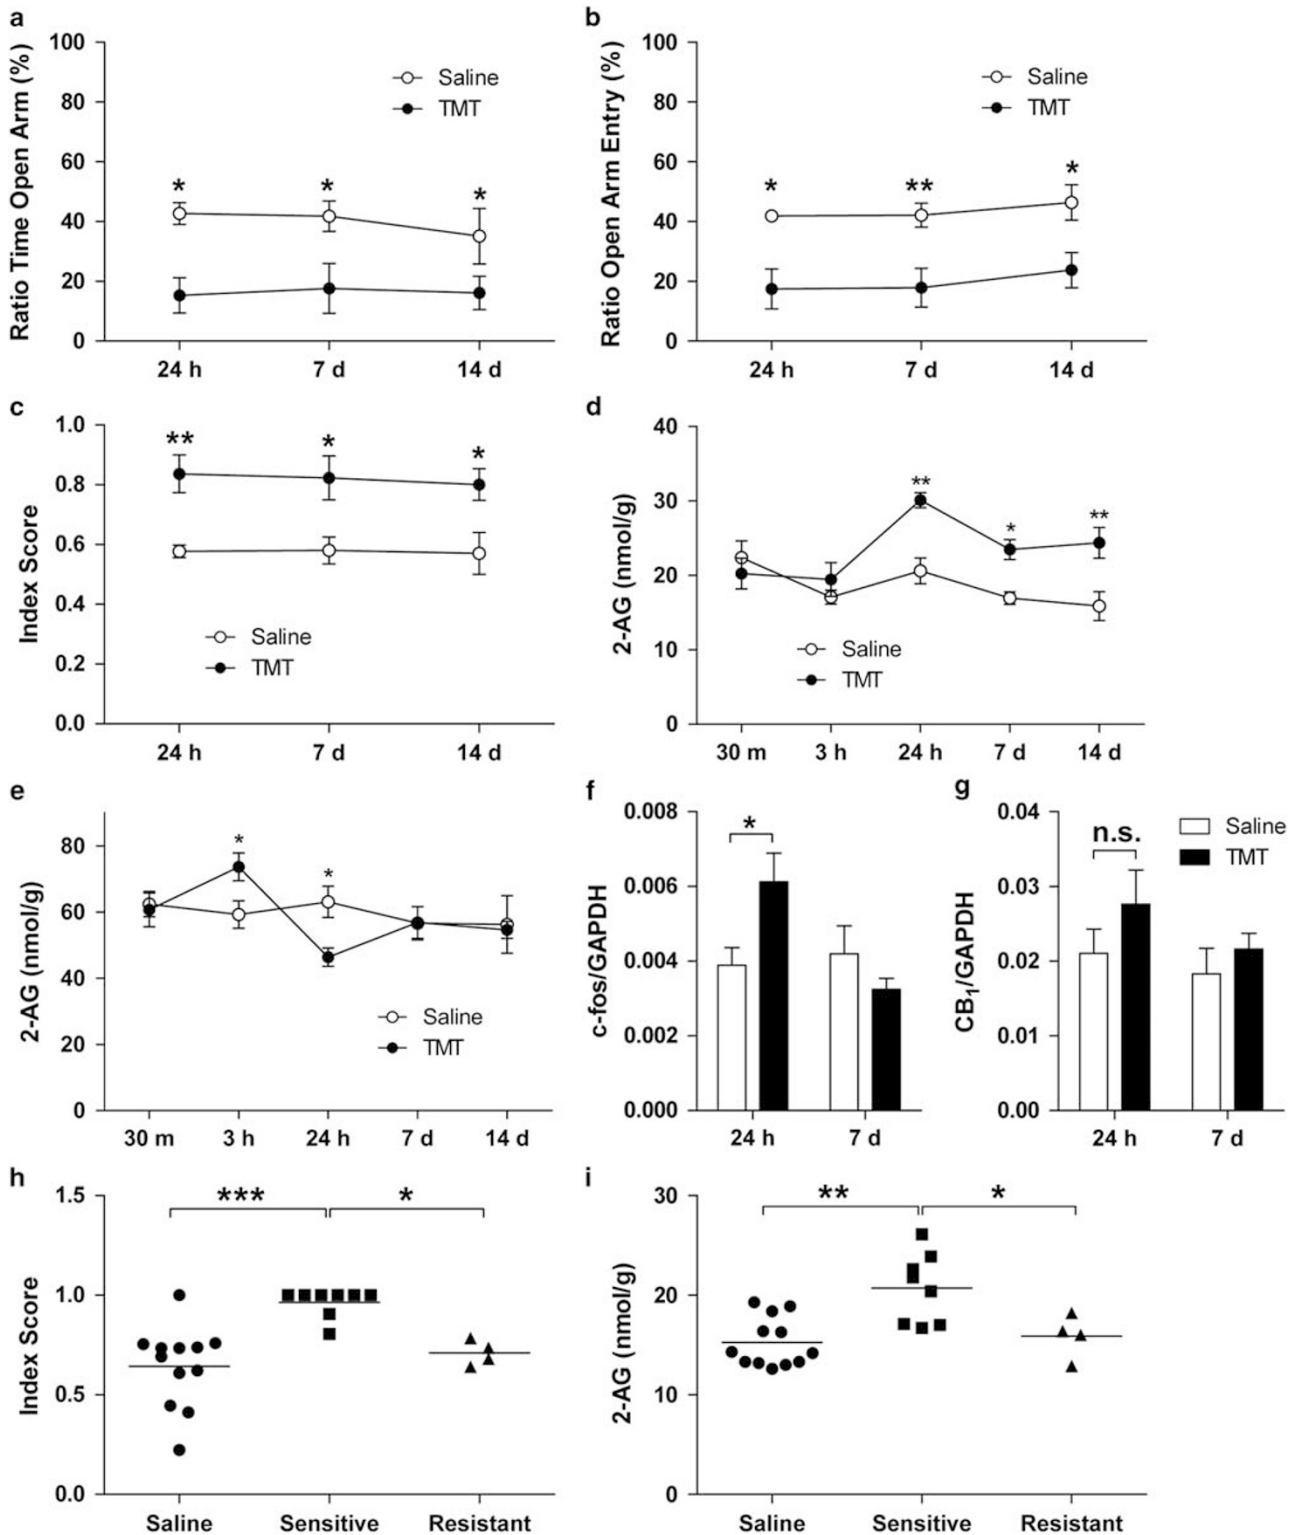 a
Ratio Time Open Arm (%)
100
80
60
40
20
0
Saline
TMT
*
*
*
24 h
7 d
14 d
b
Ratio Open Arm Entry (%)
100
80
60
40
20
0
Saline
TMT
*
**
*
24 h
7 d
14 d
c
Index Score
1.0
0.8
0.6
0.4
0.2
0.0
**
*
*
Saline
TMT
24 h
7 d
14 d
d
2-AG (nmol/g)
40
30
20
10
0
**
*
**
Saline
TMT
30 m
3 h
24 h
7 d
14 d
e
2-AG (nmol/g)
80
60
40
20
0
*
*
Saline
TMT
30 m
3 h
24 h
7 d
14 d
f
c-fos/GAPDH
0.008
0.006
0.004
0.002
0.000
*
24 h
7 d
g
CB1/GAPDH
0.04
0.03
0.02
0.01
0.00
n.s.
Saline
TMT
24 h
7 d
h
Index Score
1.5
1.0
0.5
0.0
***
*
Saline
Sensitive
Resistant
i
2-AG (nmol/g)
30
20
10
0
**
*
Saline
Sensitive
Resistant